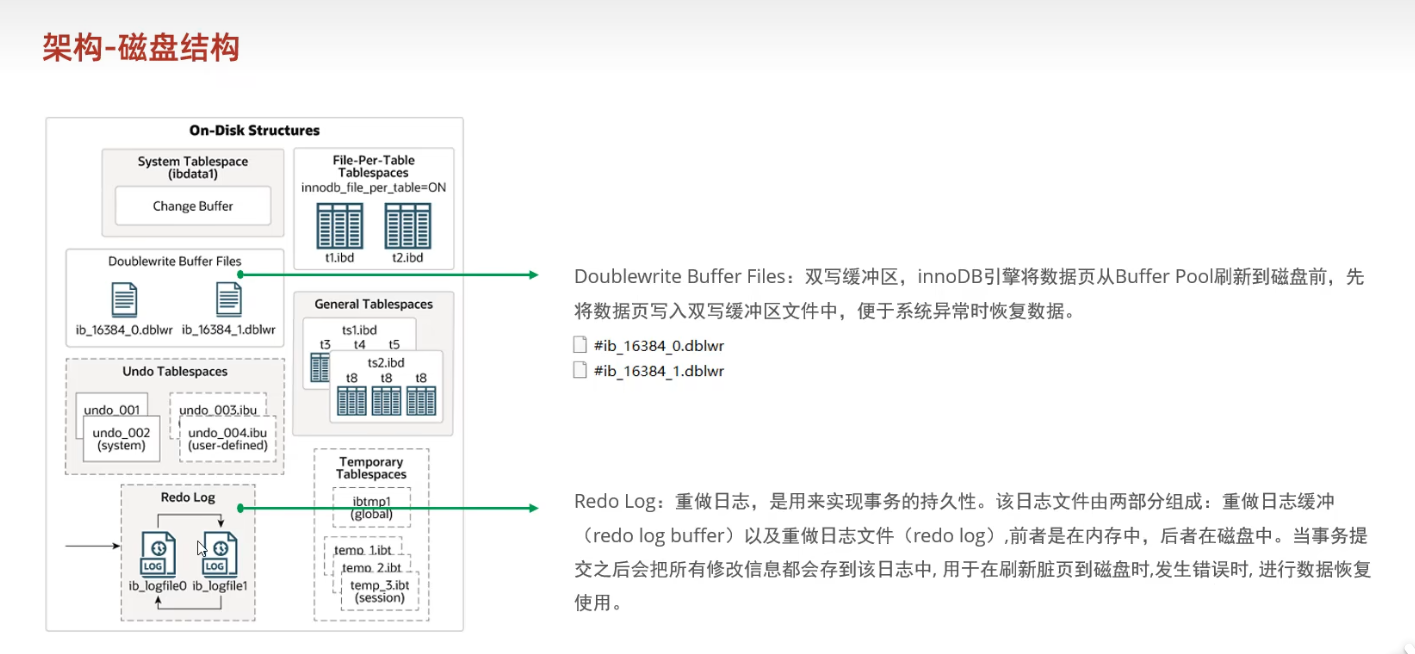 架构-磁盘结构
On-Disk Structures
System Tablespace
(ibdata1)
Change Buffer
File-Per-Table
Tablespaces
innodb_file_per_table=ON
t1.ibd
t2.ibd
Doublewrite Buffer Files
ib_16384_0.dblwr
ib_16384_1.dblwr
General Tablespaces
ts1.ibd
t3 t4 t5
ts2.ibd
t8 t8 t8
Undo Tablespaces
undo_001
undo_002
(system)
undo_003.ibu
undo_004.ibu
(user-defined)
Temporary
Tablespaces
ibtmp1
(global)
temp_1.ibt
temp_2.ibt
temp_3.ibt
(session)
Redo Log
LOG
LOG
ib_logfile0 ib_logfile1
Doublewrite Buffer Files：双写缓冲区，innoDB引擎将数据页从Buffer Pool刷新到磁盘前，先
将数据页写入双写缓冲区文件中，便于系统异常时恢复数据。
#ib_16384_0.dblwr
#ib_16384_1.dblwr
Redo Log：重做日志，是用来实现事务的持久性。该日志文件由两部分组成：重做日志缓冲
（redo log buffer）以及重做日志文件（redo log）,前者是在内存中，后者在磁盘中。当事务提
交之后会把所有修改信息都会存到该日志中, 用于在刷新脏页到磁盘时,发生错误时, 进行数据恢复
使用。